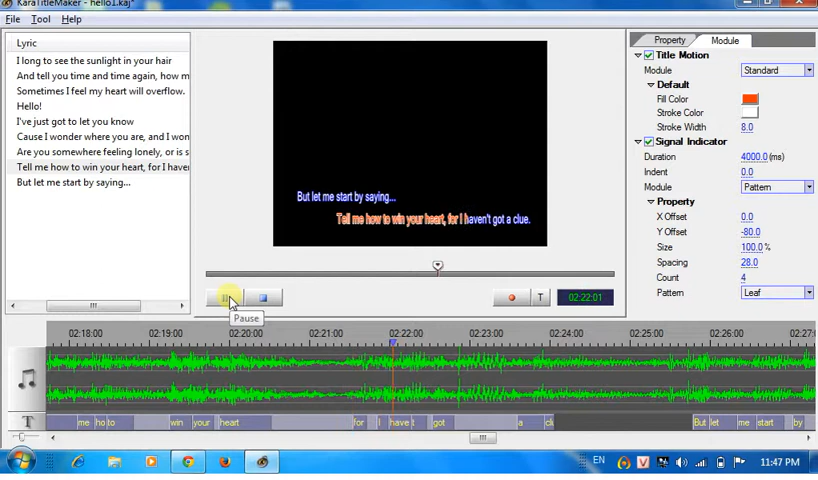 KaraTitleMaker - hello1.kaj*
File Tool Help
Lyric
I long to see the sunlight in your hair
And tell you time and time again, how m
Sometimes I feel my heart will overflow.
Hello!
I've just got to let you know
Cause I wonder where you are, and I won
Are you somewhere feeling lonely, or is s
Tell me how to win your heart, for I haven
But let me start by saying...
But let me start by saying...
Tell me how to win your heart, for I haven't got a clue.
Pause
T
02:22:01
Property Module
Title Motion
Module Standard
Default
Fill Color
Stroke Color
Stroke Width 8.0
Signal Indicator
Duration 4000.0 (ms)
Indent 0.0
Module Pattern
Property
X Offset 0.0
Y Offset -80.0
Size 100.0 %
Spacing 28.0
Count 4
Pattern Leaf
02:18:00 02:19:00 02:20:00 02:21:00 02:22:00 02:23:00 02:24:00 02:25:00 02:26:00 02:27:0
T me ho to win your heart for I have t got a clu But let me start by
EN 11:47 PM